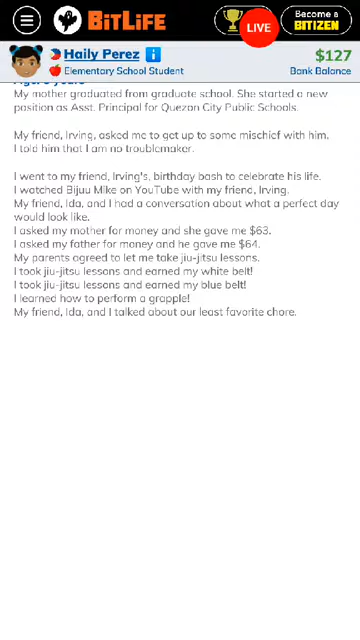 BitLife
LIVE
Become a
BITIZEN
Haily Perez
$127
Elementary School Student
Bank Balance
My mother graduated from graduate school. She started a new
position as Asst. Principal for Quezon City Public Schools.
My friend, Irving, asked me to get up to some mischief with him.
I told him that I am no troublemaker.
I went to my friend, Irving's, birthday bash to celebrate his life.
I watched Bijuu Mike on YouTube with my friend, Irving.
My friend, Ida, and I had a conversation about what a perfect day
would look like.
I asked my mother for money and she gave me $63.
I asked my father for money and he gave me $64.
My parents agreed to let me take jiu-jitsu lessons.
I took jiu-jitsu lessons and earned my white belt!
I took jiu-jitsu lessons and earned my blue belt!
I learned how to perform a grapple!
My friend, Ida, and I talked about our least favorite chore.